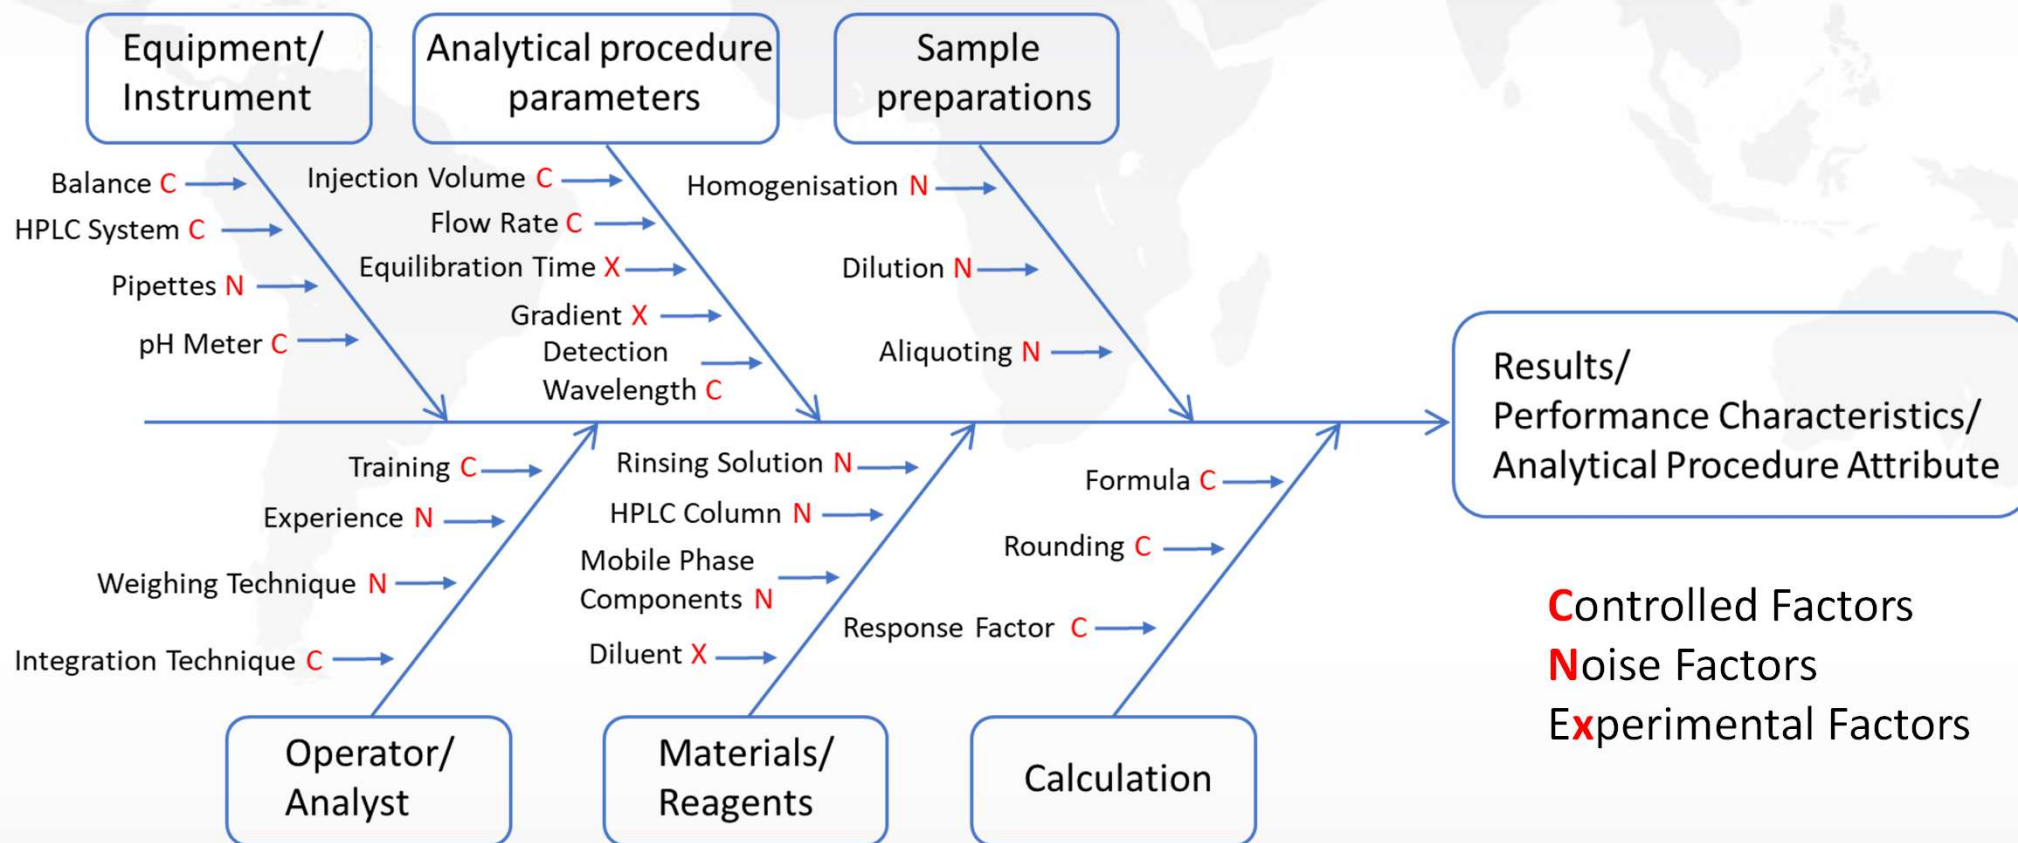 Equipment/
Instrument
Analytical procedure
parameters
Sample
preparations
Balance C
HPLC System C
Pipettes N
pH Meter C
Injection Volume C
Flow Rate C
Equilibration Time X
Gradient X
Detection
Wavelength C
Homogenisation N
Dilution N
Aliquoting N
Results/
Performance Characteristics/
Analytical Procedure Attribute
Training C
Experience N
Weighing Technique N
Integration Technique C
Rinsing Solution N
HPLC Column N
Mobile Phase
Components N
Diluent X
Formula C
Rounding C
Response Factor C
Operator/
Analyst
Materials/
Reagents
Calculation
Controlled Factors
Noise Factors
Experimental Factors